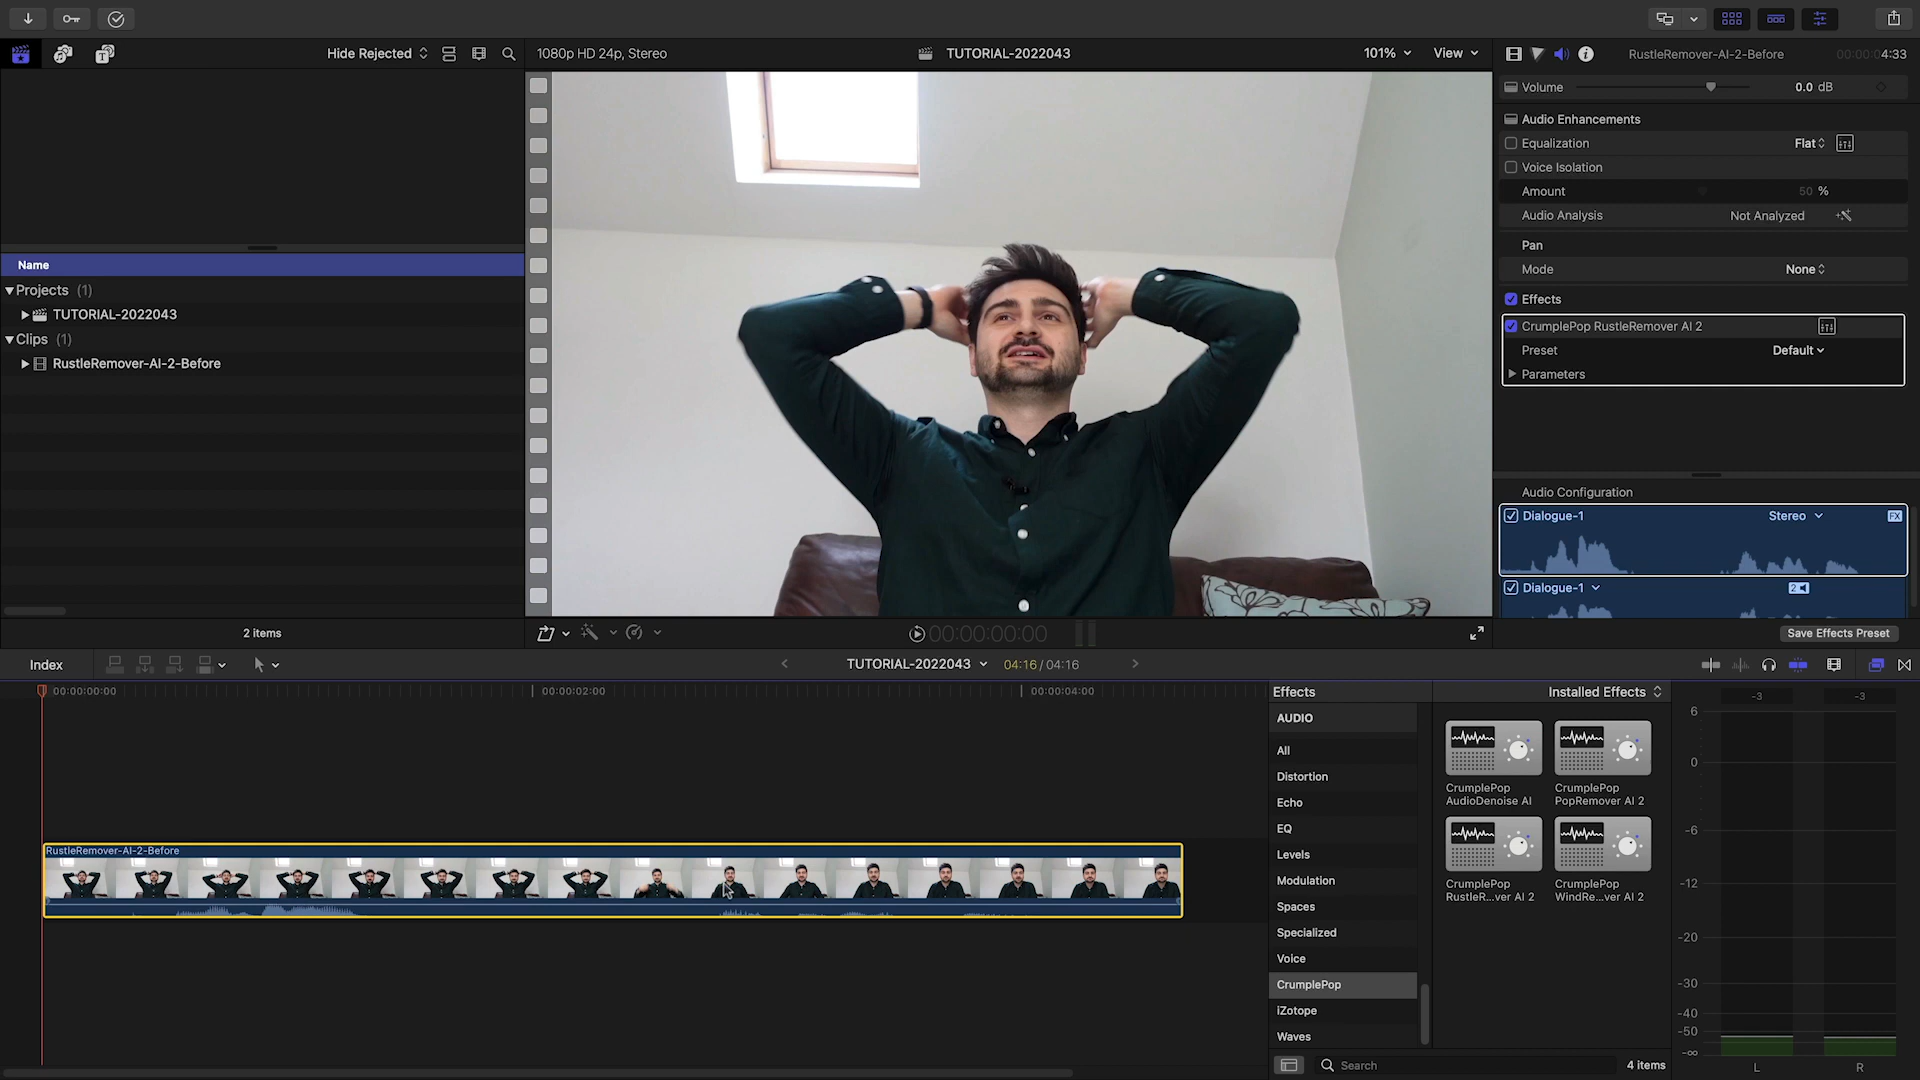 Hide Rejected
1080p HD 24p, Stereo
TUTORIAL-2022043
101%
View
RustleRemover-AI-2-Before
00:00:04:33
Volume
0.0 dB
Audio Enhancements
Equalization
Flat
Voice Isolation
Amount
50 %
Audio Analysis
Not Analyzed
Pan
Mode
None
Effects
CrumplePop RustleRemover AI 2
Preset
Default
Parameters
Name
Projects (1)
TUTORIAL-2022043
Clips (1)
RustleRemover-AI-2-Before
Audio Configuration
Dialogue-1
Stereo
FX
Dialogue-1
2
2 items
00:00:00:00
Save Effects Preset
Index
TUTORIAL-2022043
04:16 / 04:16
00:00:00:00
00:00:02:00
00:00:04:00
RustleRemover-AI-2-Before
Effects
Installed Effects
AUDIO
All
Distortion
Echo
EQ
Levels
Modulation
Spaces
Specialized
Voice
CrumplePop
iZotope
Waves
CrumplePop
AudioDenoise AI
CrumplePop
PopRemover AI 2
CrumplePop
RustleR...ver AI 2
CrumplePop
WindRe...ver AI 2
Search
4 items
-3
-3
6
0
-6
-12
-20
-30
-40
-50
-∞
L
R